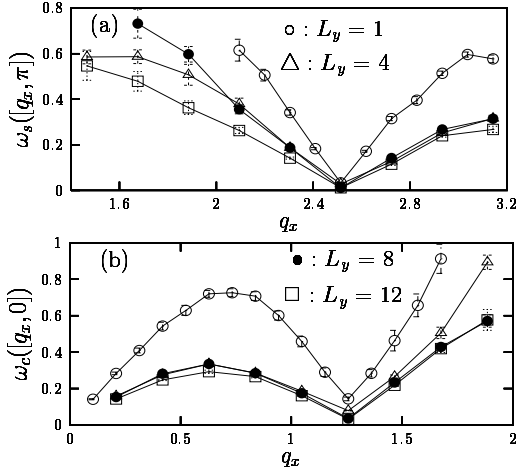 0.8
(a)
○ : L_y = 1
0.6
△ : L_y = 4
ω_s([q_x, π])
0.4
0.2
0
1.6 2 2.4 2.8 3.2
q_x
1
(b)
● : L_y = 8
0.8
□ : L_y = 12
ω_c([q_x, 0])
0.6
0.4
0.2
0
0 0.5 1 1.5 2
q_x